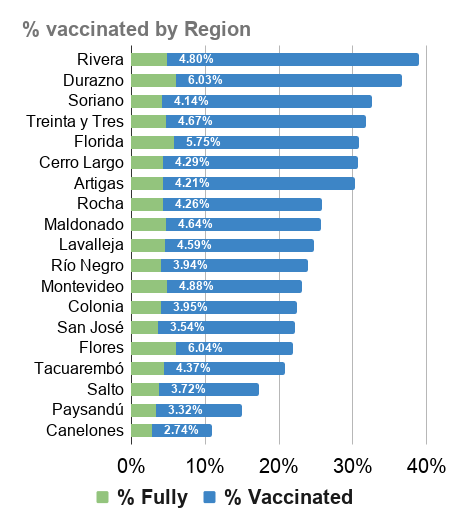 % vaccinated by Region
Rivera 4.80%
Durazno 6.03%
Soriano 4.14%
Treinta y Tres 4.67%
Florida 5.75%
Cerro Largo 4.29%
Artigas 4.21%
Rocha 4.26%
Maldonado 4.64%
Lavalleja 4.59%
Río Negro 3.94%
Montevideo 4.88%
Colonia 3.95%
San José 3.54%
Flores 6.04%
Tacuarembó 4.37%
Salto 3.72%
Paysandú 3.32%
Canelones 2.74%
0% 10% 20% 30% 40%
% Fully % Vaccinated